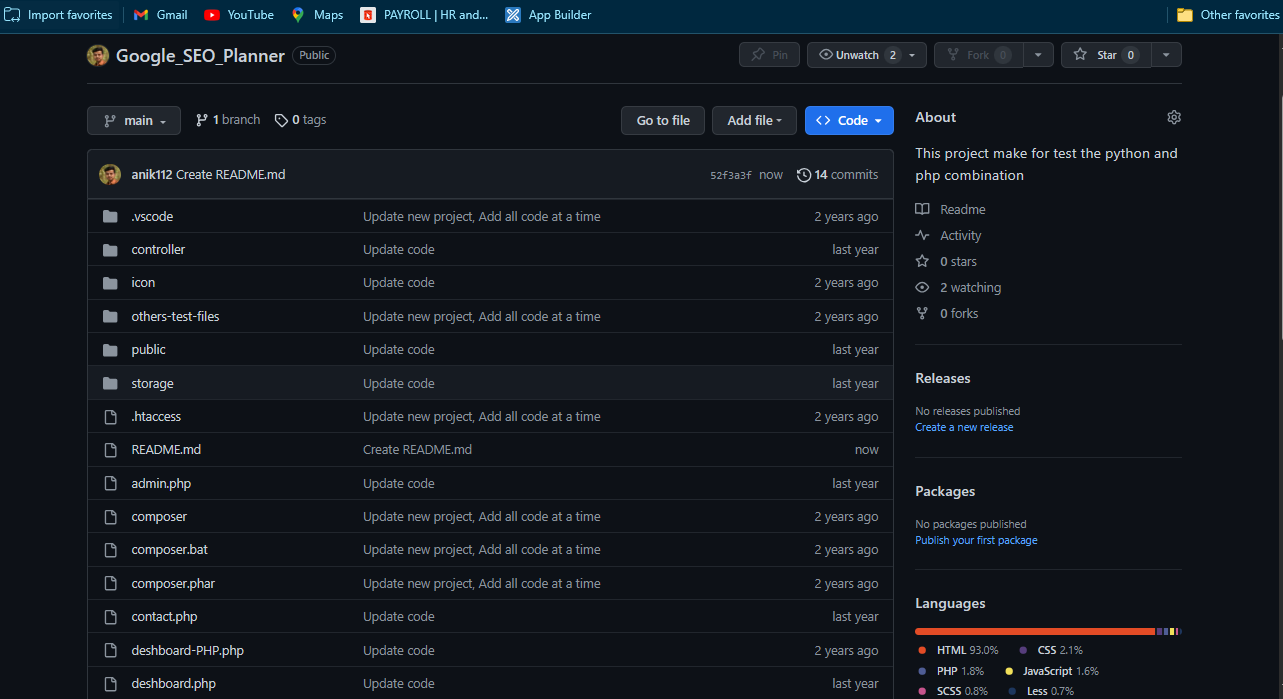 Import favorites Gmail YouTube Maps PAYROLL | HR and... App Builder Other favorites
Google_SEO_Planner Public Pin Unwatch 2 Fork 0 Star 0
main 1 branch 0 tags Go to file Add file Code
anik112 Create README.md 52f3a3f now 14 commits
.vscode Update new project, Add all code at a time 2 years ago
controller Update code last year
icon Update code 2 years ago
others-test-files Update new project, Add all code at a time 2 years ago
public Update code last year
storage Update code last year
.htaccess Update new project, Add all code at a time 2 years ago
README.md Create README.md now
admin.php Update code last year
composer Update new project, Add all code at a time 2 years ago
composer.bat Update new project, Add all code at a time 2 years ago
composer.phar Update new project, Add all code at a time 2 years ago
contact.php Update code last year
deshboard-PHP.php Update code 2 years ago
deshboard.php Update code last year
About
This project make for test the python and
php combination
Readme
Activity
0 stars
2 watching
0 forks
Releases
No releases published
Create a new release
Packages
No packages published
Publish your first package
Languages
HTML 93.0% CSS 2.1%
PHP 1.8% JavaScript 1.6%
SCSS 0.8% Less 0.7%